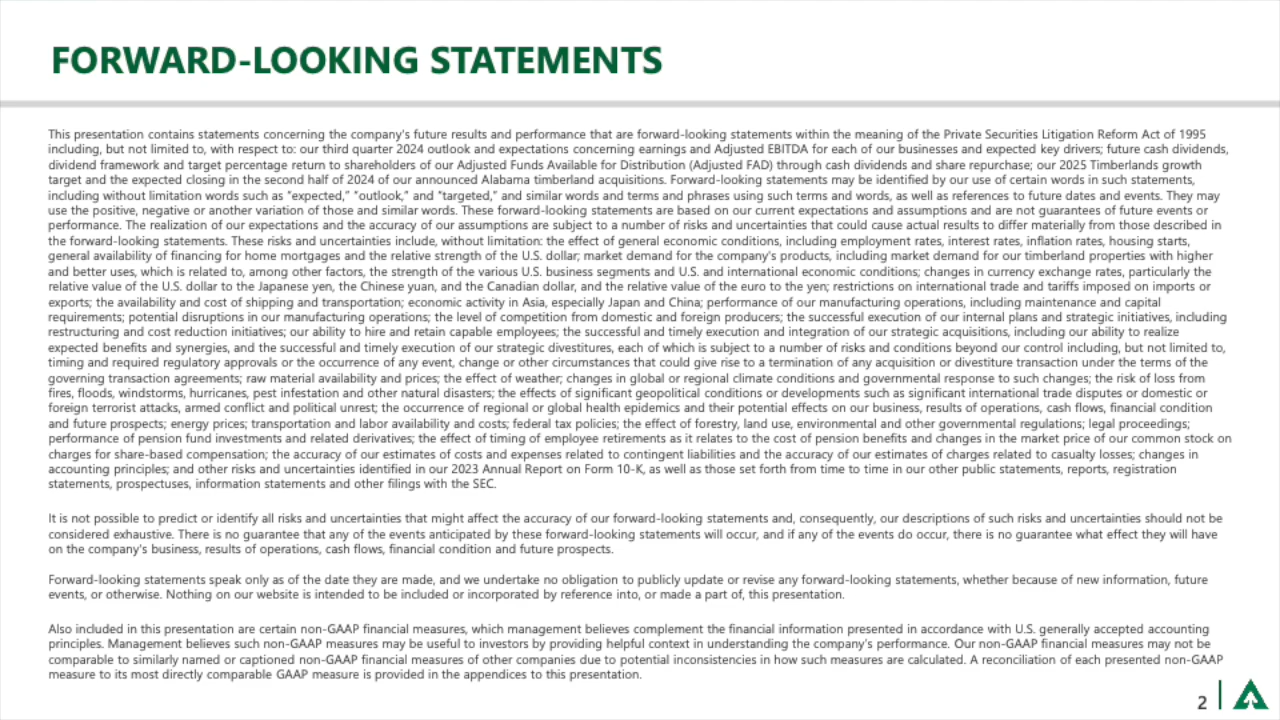 FORWARD-LOOKING STATEMENTS
This presentation contains statements concerning the company's future results and performance that are forward-looking statements within the meaning of the Private Securities Litigation Reform Act of 1995
including, but not limited to, with respect to: our third quarter 2024 outlook and expectations concerning earnings and Adjusted EBITDA for each of our businesses and expected key drivers; future cash dividends,
dividend framework and target percentage return to shareholders of our Adjusted Funds Available for Distribution (Adjusted FAD) through cash dividends and share repurchase; our 2025 Timberlands growth
target and the expected closing in the second half of 2024 of our announced Alabama timberland acquisitions. Forward-looking statements may be identified by our use of certain words in such statements,
including without limitation words such as "expected," "outlook," and "targeted," and similar words and terms and phrases using such terms and words, as well as references to future dates and events. They may
use the positive, negative or another variation of those and similar words. These forward-looking statements are based on our current expectations and assumptions and are not guarantees of future events or
performance. The realization of our expectations and the accuracy of our assumptions are subject to a number of risks and uncertainties that could cause actual results to differ materially from those described in
the forward-looking statements. These risks and uncertainties include, without limitation: the effect of general economic conditions, including employment rates, interest rates, inflation rates, housing starts,
general availability of financing for home mortgages and the relative strength of the U.S. dollar; market demand for the company's products, including market demand for our timberland properties with higher
and better uses, which is related to, among other factors, the strength of the various U.S. business segments and U.S. and international economic conditions; changes in currency exchange rates, particularly the
relative value of the U.S. dollar to the Japanese yen, the Chinese yuan, and the Canadian dollar, and the relative value of the euro to the yen; restrictions on international trade and tariffs imposed on imports or
exports; the availability and cost of shipping and transportation; economic activity in Asia, especially Japan and China; performance of our manufacturing operations, including maintenance and capital
requirements; potential disruptions in our manufacturing operations; the level of competition from domestic and foreign producers; the successful execution of our internal plans and strategic initiatives, including
restructuring and cost reduction initiatives; our ability to hire and retain capable employees; the successful and timely execution and integration of our strategic acquisitions, including our ability to realize
expected benefits and synergies, and the successful and timely execution of our strategic divestitures, each of which is subject to a number of risks and conditions beyond our control including, but not limited to,
timing and required regulatory approvals or the occurrence of any event, change or other circumstances that could give rise to a termination of any acquisition or divestiture transaction under the terms of the
governing transaction agreements; raw material availability and prices; the effect of weather; changes in global or regional climate conditions and governmental response to such changes; the risk of loss from
fires, floods, windstorms, hurricanes, pest infestation and other natural disasters; the effects of significant geopolitical conditions or developments such as significant international trade disputes or domestic or
foreign terrorist attacks, armed conflict and political unrest; the occurrence of regional or global health epidemics and their potential effects on our business, results of operations, cash flows, financial condition
and future prospects; energy prices; transportation and labor availability and costs; federal tax policies; the effect of forestry, land use, environmental and other governmental regulations; legal proceedings;
performance of pension fund investments and related derivatives; the effect of timing of employee retirements as it relates to the cost of pension benefits and changes in the market price of our common stock on
charges for share-based compensation; the accuracy of our estimates of costs and expenses related to contingent liabilities and the accuracy of our estimates of charges related to casualty losses; changes in
accounting principles; and other risks and uncertainties identified in our 2023 Annual Report on Form 10-K, as well as those set forth from time to time in our other public statements, reports, registration
statements, prospectuses, information statements and other filings with the SEC.
It is not possible to predict or identify all risks and uncertainties that might affect the accuracy of our forward-looking statements and, consequently, our descriptions of such risks and uncertainties should not be
considered exhaustive. There is no guarantee that any of the events anticipated by these forward-looking statements will occur, and if any of the events do occur, there is no guarantee what effect they will have
on the company's business, results of operations, cash flows, financial condition and future prospects.
Forward-looking statements speak only as of the date they are made, and we undertake no obligation to publicly update or revise any forward-looking statements, whether because of new information, future
events, or otherwise. Nothing on our website is intended to be included or incorporated by reference into, or made a part of, this presentation.
Also included in this presentation are certain non-GAAP financial measures, which management believes complement the financial information presented in accordance with U.S. generally accepted accounting
principles. Management believes such non-GAAP measures may be useful to investors by providing helpful context in understanding the company's performance. Our non-GAAP financial measures may not be
comparable to similarly named or captioned non-GAAP financial measures of other companies due to potential inconsistencies in how such measures are calculated. A reconciliation of each presented non-GAAP
measure to its most directly comparable GAAP measure is provided in the appendices to this presentation.
2